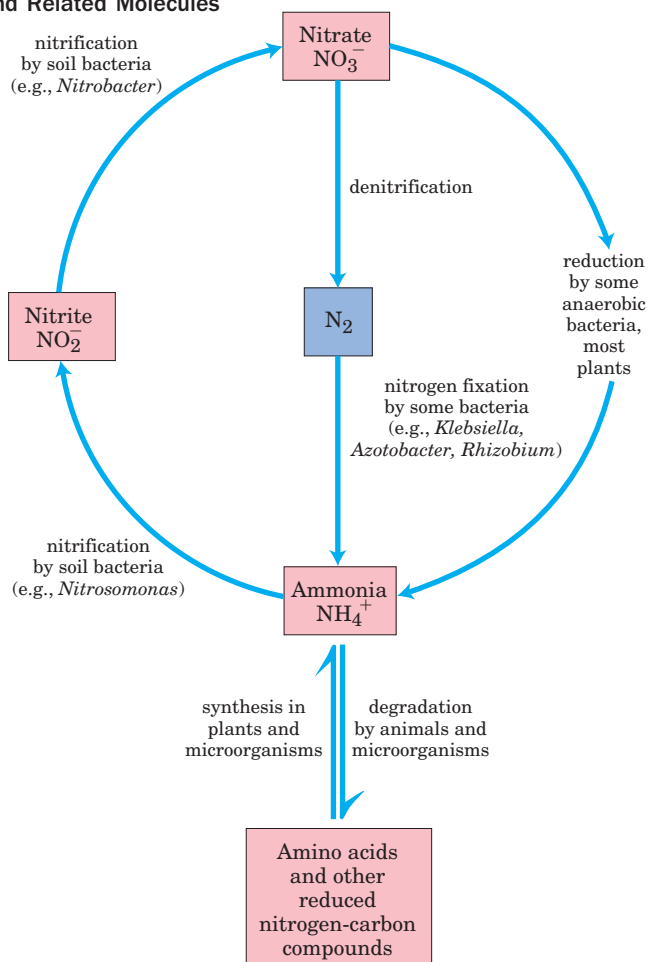 nd Related Molecules
nitrification
by soil bacteria
(e.g., Nitrobacter)
Nitrate
NO₃⁻
denitrification
reduction
by some
anaerobic
bacteria,
most
plants
Nitrite
NO₂⁻
N₂
nitrogen fixation
by some bacteria
(e.g., Klebsiella,
Azotobacter, Rhizobium)
nitrification
by soil bacteria
(e.g., Nitrosomonas)
Ammonia
NH₄⁺
synthesis in
plants and
microorganisms
degradation
by animals and
microorganisms
Amino acids
and other
reduced
nitrogen-carbon
compounds